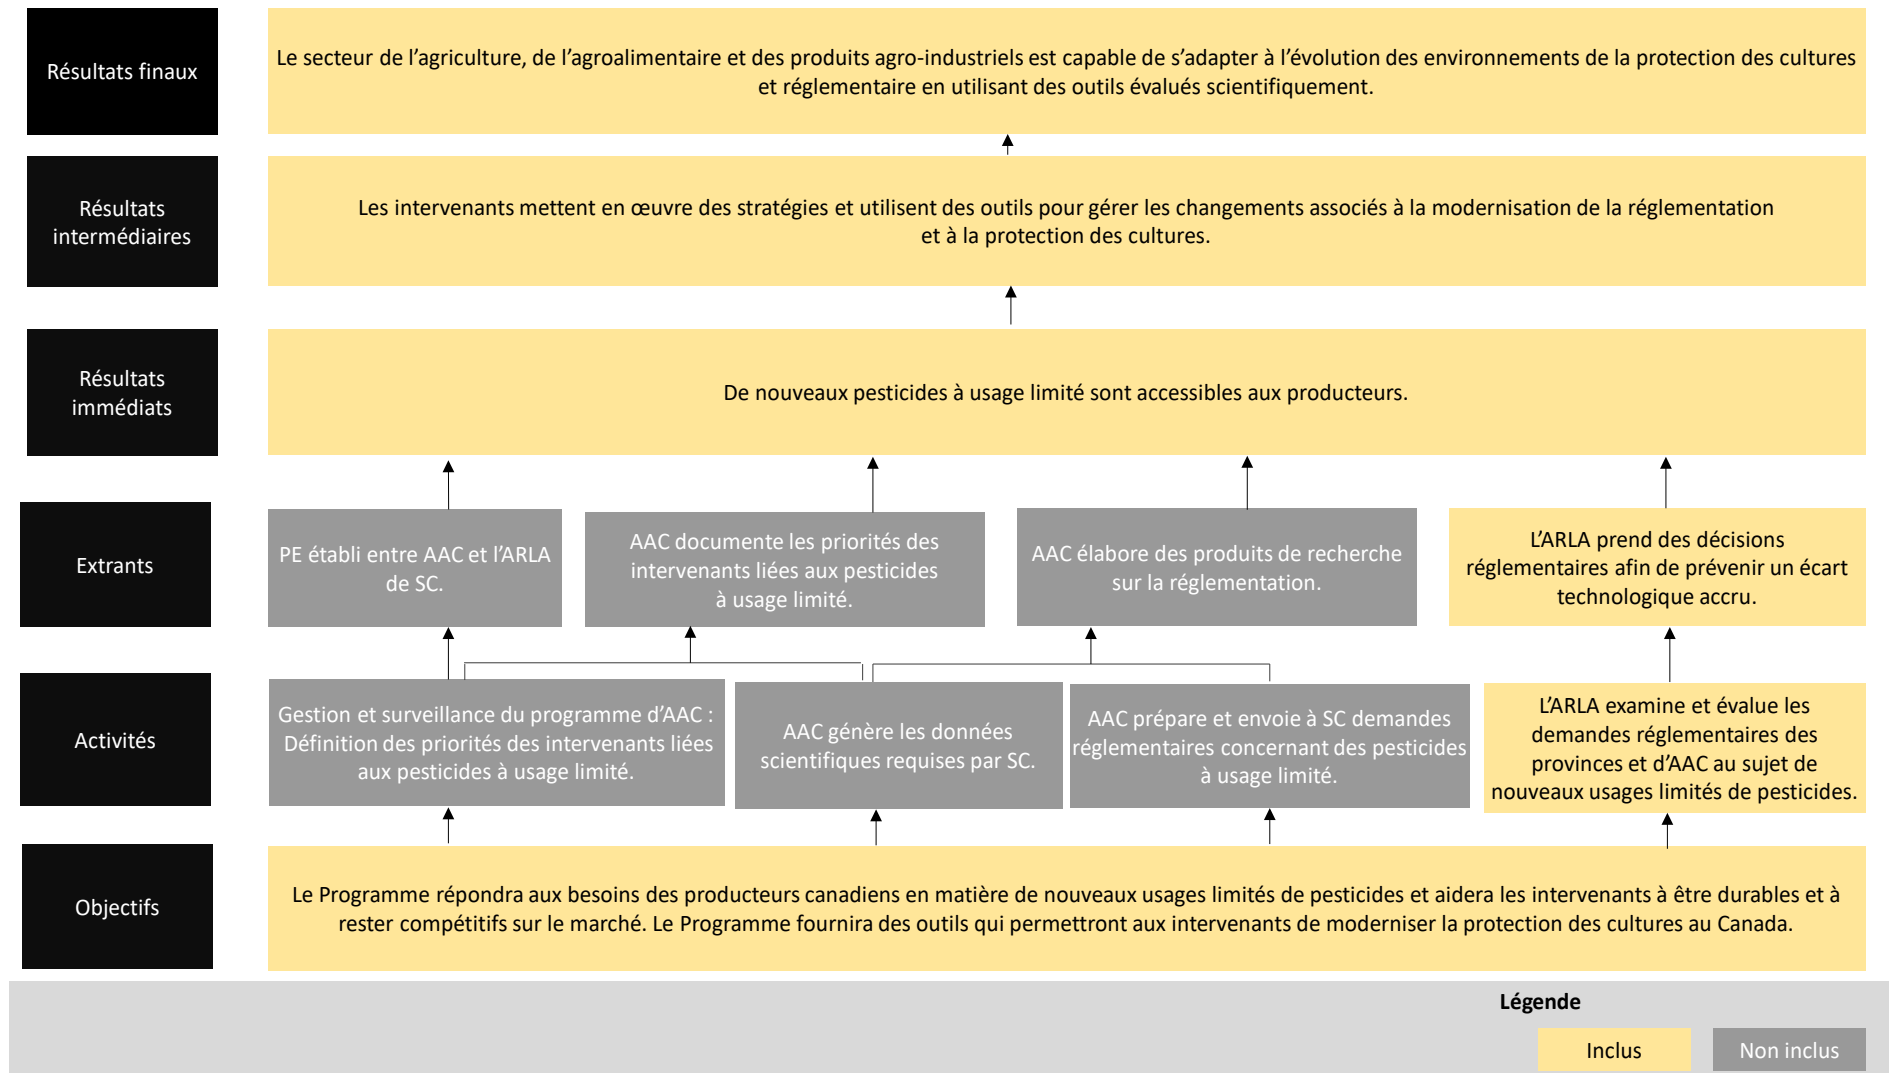 Résultats finaux
Le secteur de l’agriculture, de l’agroalimentaire et des produits agro-industriels est capable de s’adapter à l’évolution des environnements de la protection des cultures
et réglementaire en utilisant des outils évalués scientifiquement.
Résultats
intermédiaires
Les intervenants mettent en œuvre des stratégies et utilisent des outils pour gérer les changements associés à la modernisation de la réglementation
et à la protection des cultures.
Résultats
immédiats
De nouveaux pesticides à usage limité sont accessibles aux producteurs.
Extrants
PE établi entre AAC et l’ARLA
de SC.
AAC documente les priorités des
intervenants liées aux pesticides
à usage limité.
AAC élabore des produits de recherche
sur la réglementation.
L’ARLA prend des décisions
réglementaires afin de prévenir un écart
technologique accru.
Activités
Gestion et surveillance du programme d’AAC :
Définition des priorités des intervenants liées
aux pesticides à usage limité.
AAC génère les données
scientifiques requises par SC.
AAC prépare et envoie à SC demandes
réglementaires concernant des pesticides
à usage limité.
L’ARLA examine et évalue les
demandes réglementaires des
provinces et d’AAC au sujet de
nouveaux usages limités de pesticides.
Objectifs
Le Programme répondra aux besoins des producteurs canadiens en matière de nouveaux usages limités de pesticides et aidera les intervenants à être durables et à
rester compétitifs sur le marché. Le Programme fournira des outils qui permettront aux intervenants de moderniser la protection des cultures au Canada.
Légende
Inclus
Non inclus